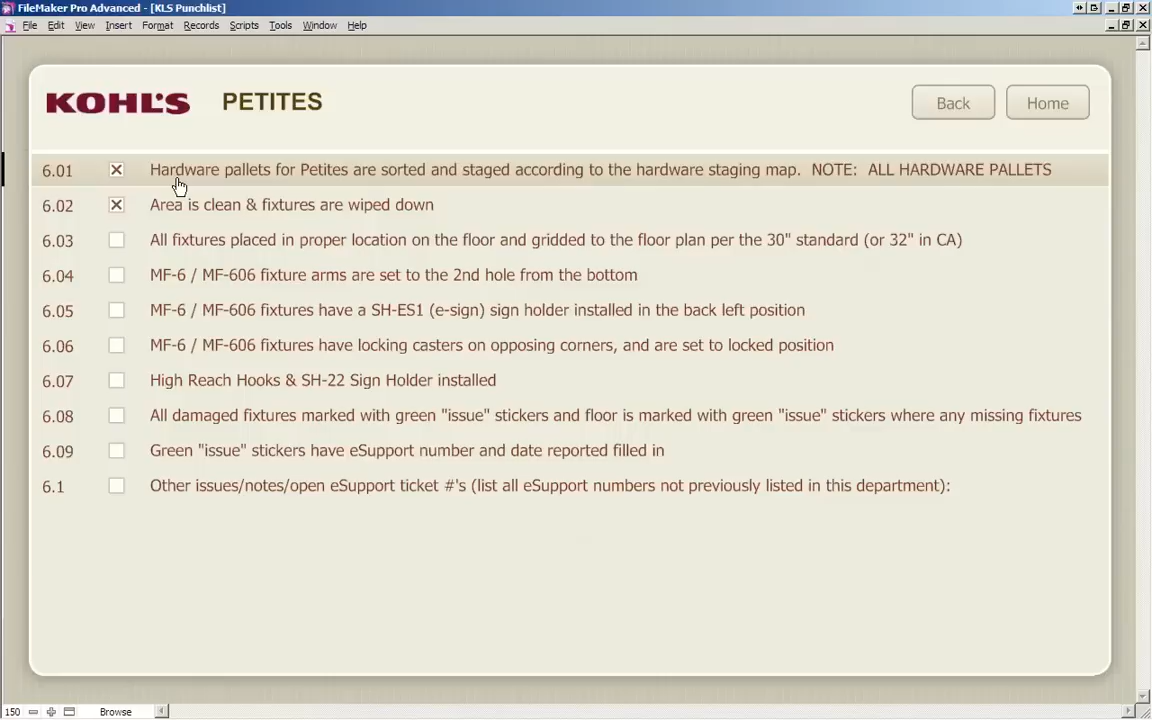 FileMaker Pro Advanced - [KLS Punchlist]
File Edit View Insert Format Records Scripts Tools Window Help
KOHL'S PETITES Back Home
6.01 Hardware pallets for Petites are sorted and staged according to the hardware staging map. NOTE: ALL HARDWARE PALLETS
6.02 Area is clean & fixtures are wiped down
6.03 All fixtures placed in proper location on the floor and gridded to the floor plan per the 30" standard (or 32" in CA)
6.04 MF-6 / MF-606 fixture arms are set to the 2nd hole from the bottom
6.05 MF-6 / MF-606 fixtures have a SH-ES1 (e-sign) sign holder installed in the back left position
6.06 MF-6 / MF-606 fixtures have locking casters on opposing corners, and are set to locked position
6.07 High Reach Hooks & SH-22 Sign Holder installed
6.08 All damaged fixtures marked with green "issue" stickers and floor is marked with green "issue" stickers where any missing fixtures
6.09 Green "issue" stickers have eSupport number and date reported filled in
6.1 Other issues/notes/open eSupport ticket #'s (list all eSupport numbers not previously listed in this department):
150 Browse